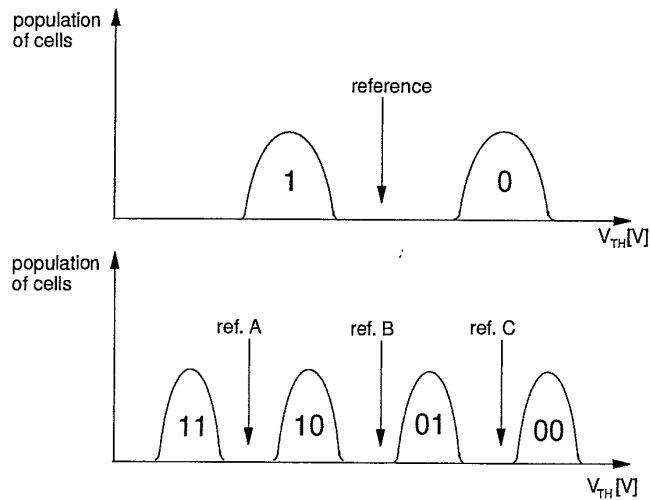 population
of cells
reference
1
0
V_TH [V]
population
of cells
ref. A
ref. B
ref. C
11
10
01
00
V_TH [V]